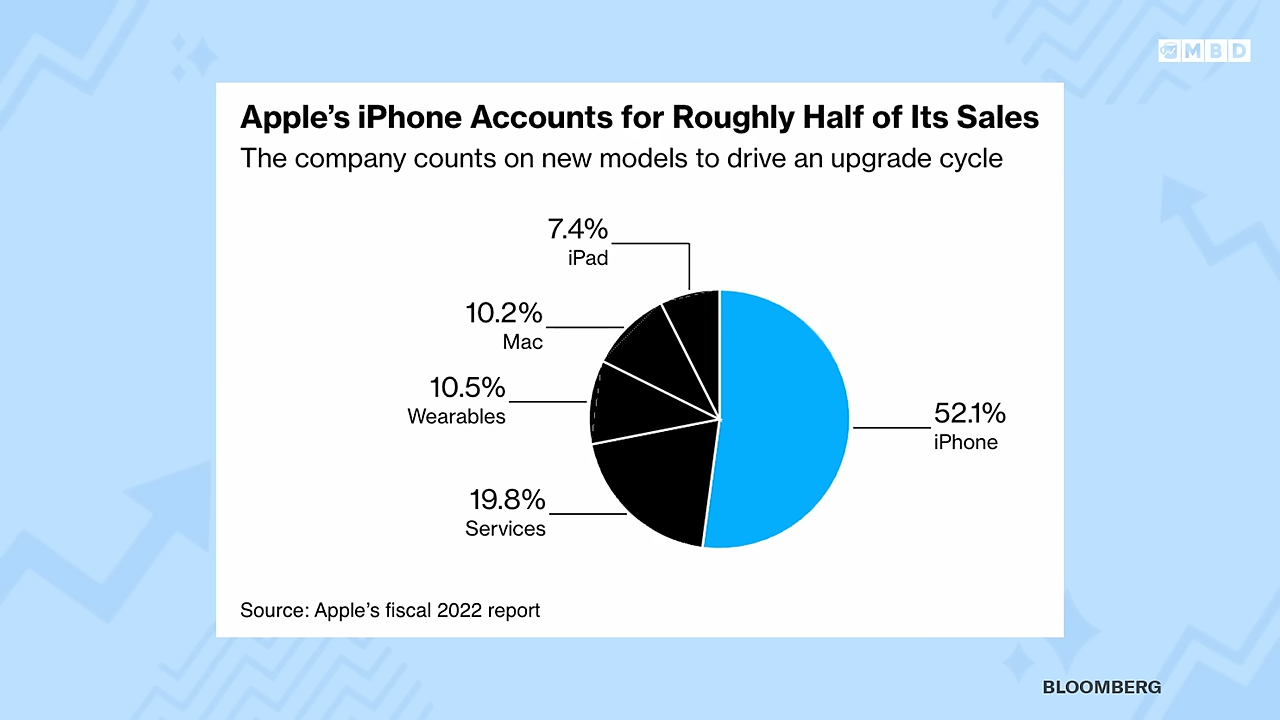 MBD
Apple's iPhone Accounts for Roughly Half of Its Sales
The company counts on new models to drive an upgrade cycle
7.4%
iPad
10.2%
Mac
10.5%
Wearables
52.1%
iPhone
19.8%
Services
Source: Apple's fiscal 2022 report
BLOOMBERG